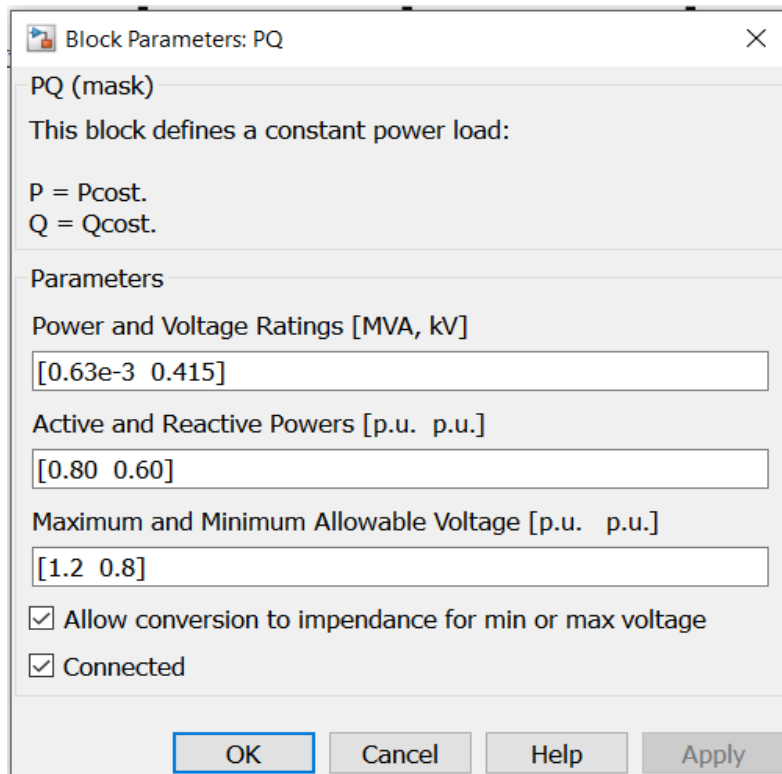 Block Parameters: PQ
PQ (mask)
This block defines a constant power load:
P = Pcost.
Q = Qcost.
Parameters
Power and Voltage Ratings [MVA, kV]
[0.63e-3  0.415]
Active and Reactive Powers [p.u.  p.u.]
[0.80  0.60]
Maximum and Minimum Allowable Voltage [p.u.   p.u.]
[1.2  0.8]
Allow conversion to impendance for min or max voltage
Connected
OK Cancel Help Apply